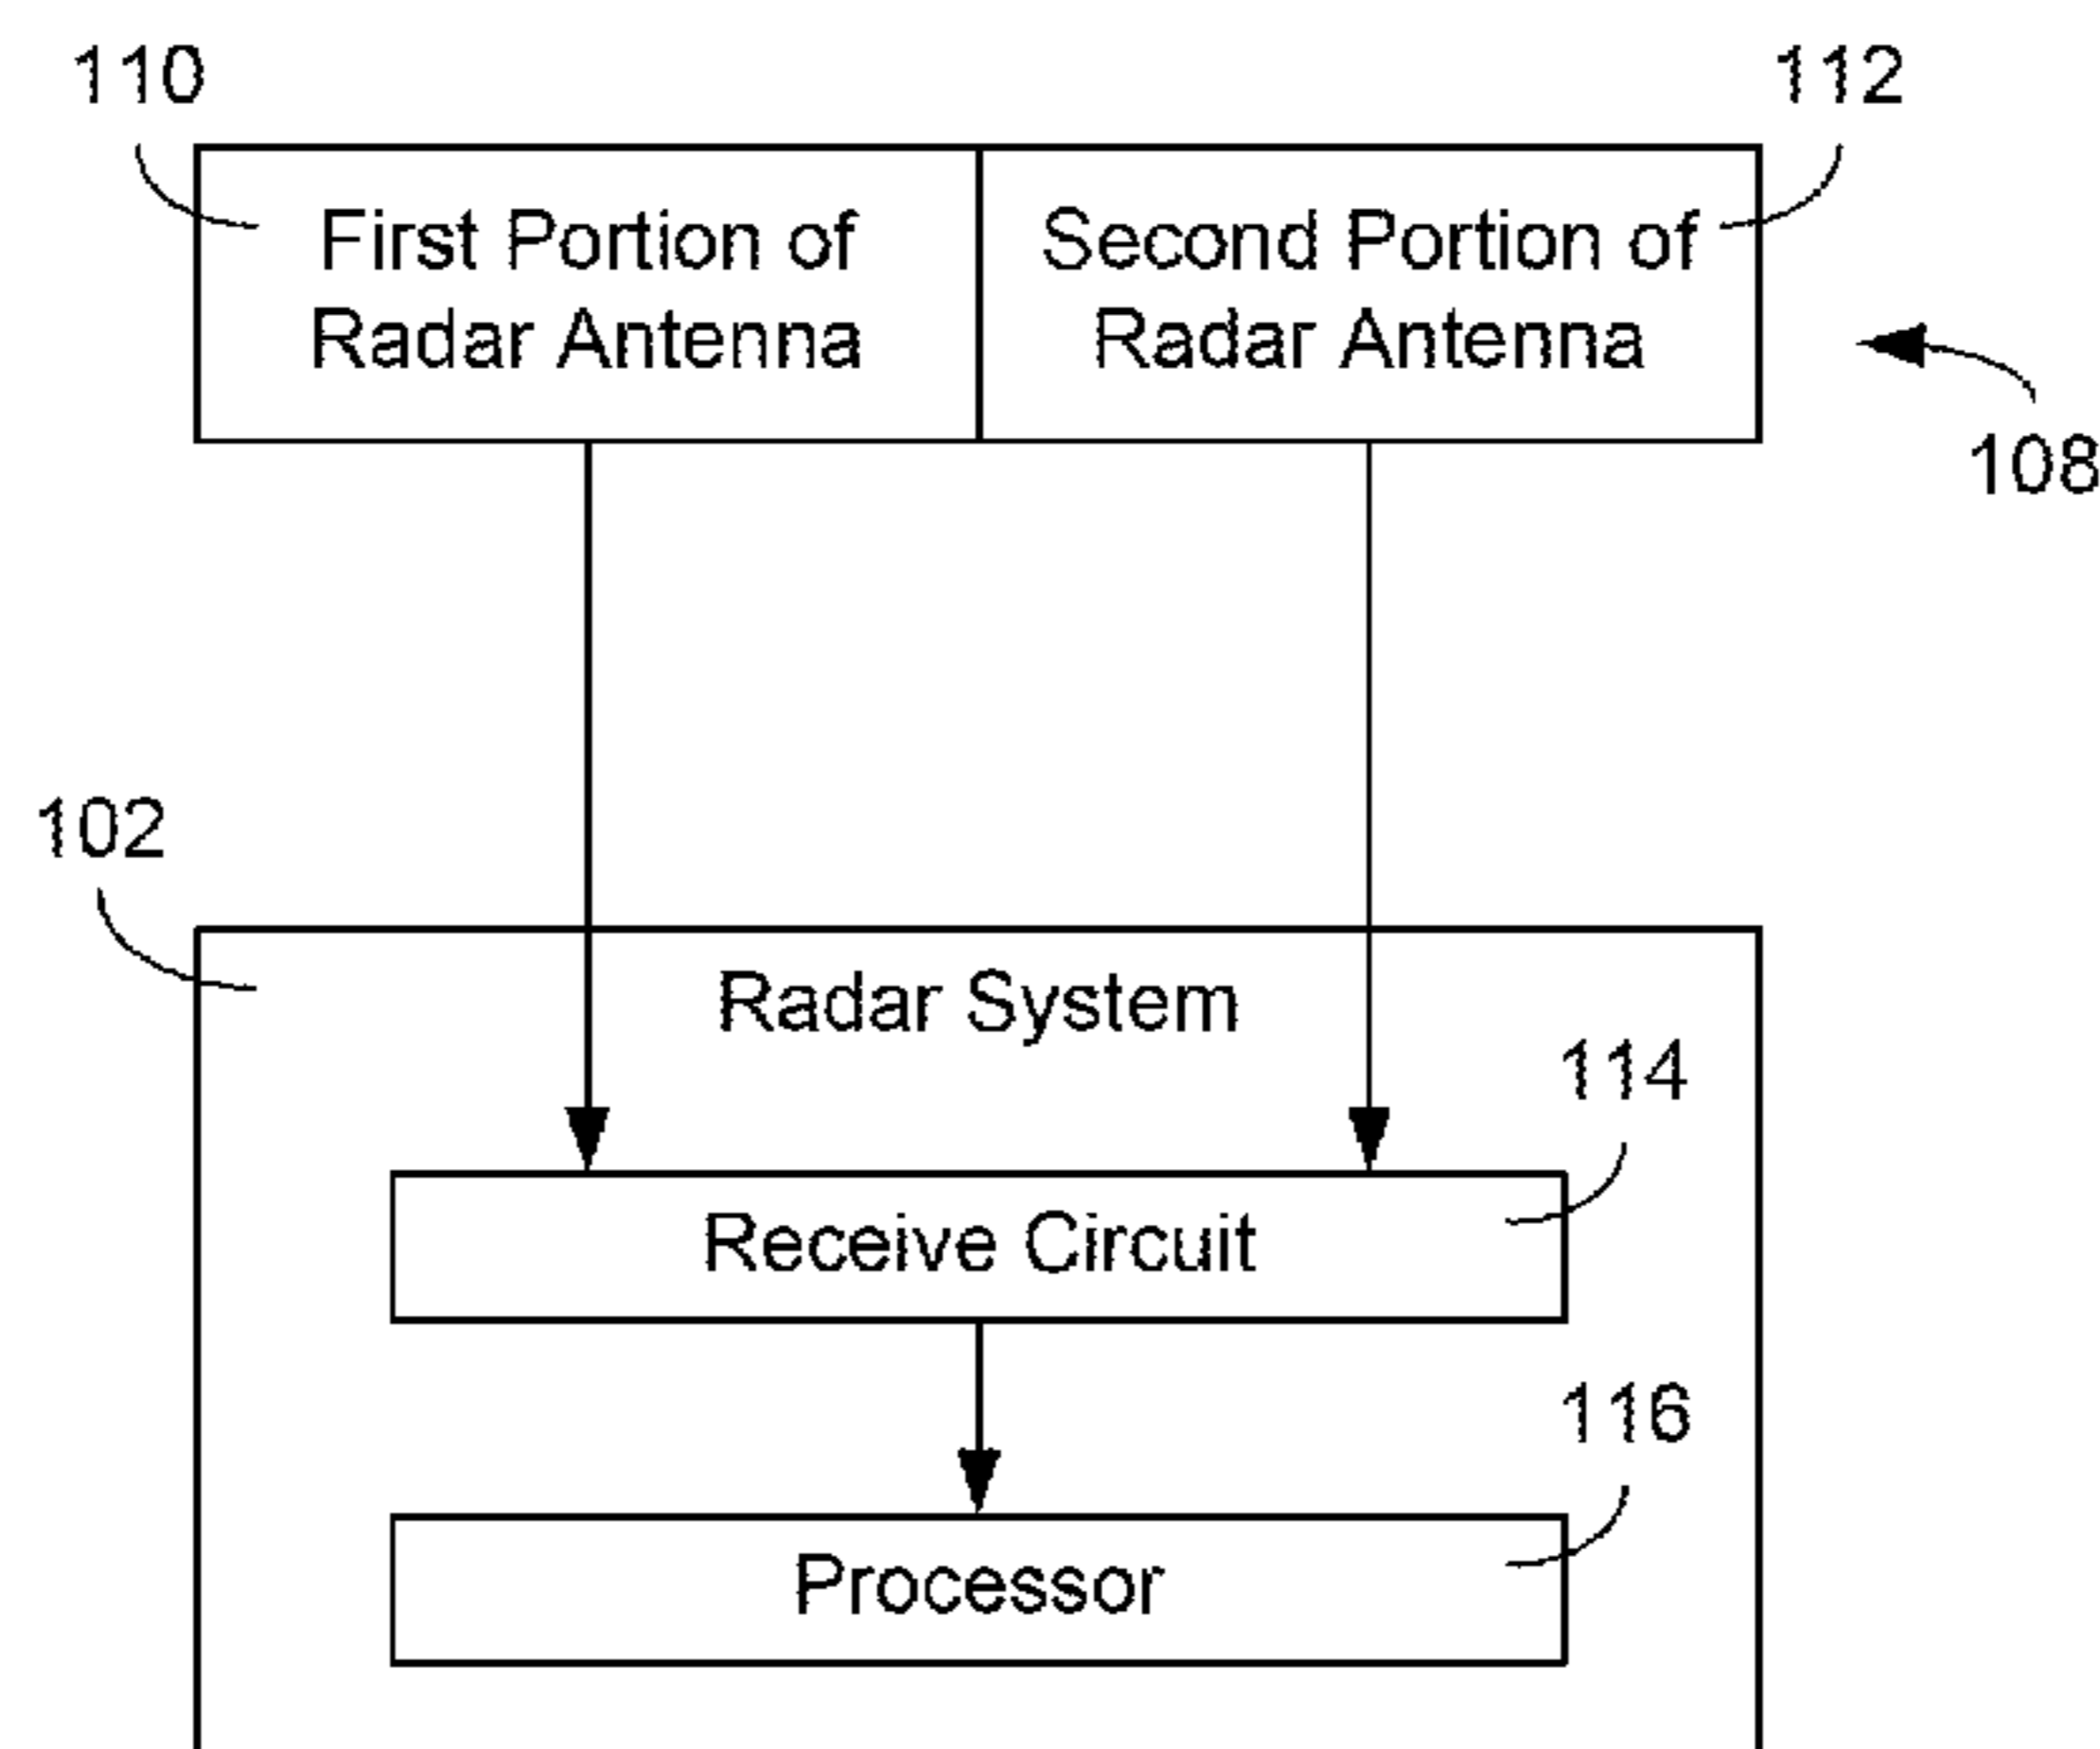 110
112
First Portion of
Radar Antenna
Second Portion of
Radar Antenna
108
102
Radar System
114
Receive Circuit
116
Processor